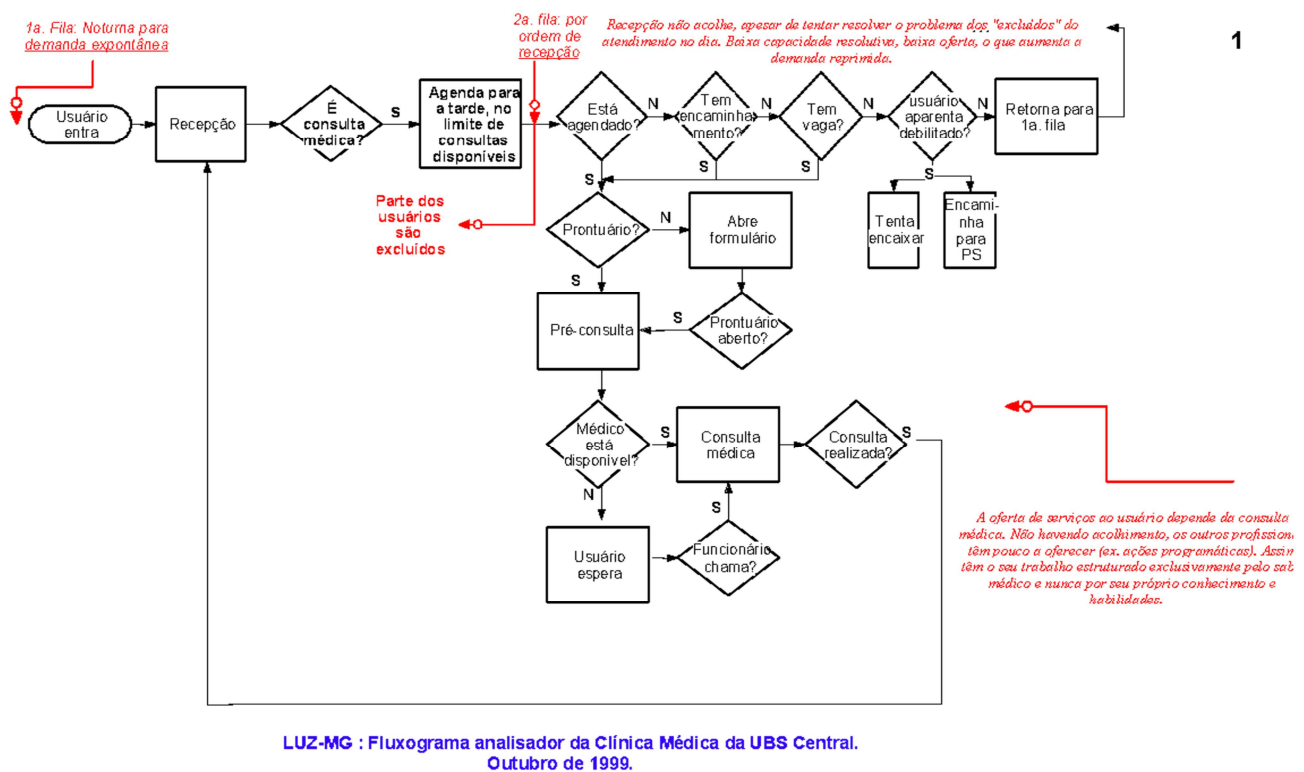 1a. Fila: Noturna para
demanda expontânea
2a. fila: por
ordem de
recepção
Recepção não acolhe, apesar de tentar resolver o problema dos "excluídos" do
atendimento no dia. Baixa capacidade resolutiva, baixa oferta, o que aumenta a
demanda reprimida.
1
Usuário
entra
Recepção
É
consulta
médica?
S
Agenda para
a tarde, no
limite de
consultas
disponíveis
Está
agendado?
N
Tem
encaminha
mento?
N
Tem
vaga?
N
usuário
aparenta
debilitado?
N
Retorna para
1a. fila
S
S
S
S
Parte dos
usuários
são
excluídos
Prontuário?
N
Abre
formulário
Tenta
encaixar
Encami-
nha
para
PS
S
Pré-consulta
S
Prontuário
aberto?
Médico
está
disponível?
S
Consulta
médica
Consulta
realizada?
S
N
S
Usuário
espera
Funcionário
chama?
A oferta de serviços ao usuário depende da consulta
médica. Não havendo acolhimento, os outros
têm pouco a oferecer (ex. ações programáticas).
têm o seu trabalho estruturado exclusivamente pelo
médico e nunca por seu próprio conhecimento e
habilidades.
LUZ-MG : Fluxograma analisador da Clínica Médica da UBS Central.
Outubro de 1999.